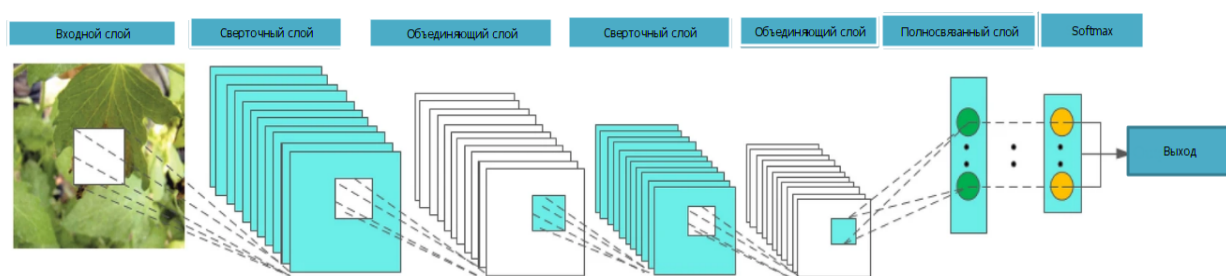 Входной слой
Сверточный слой
Объединяющий слой
Сверточный слой
Объединяющий слой
Полносвязанный слой
Softmax
Выход